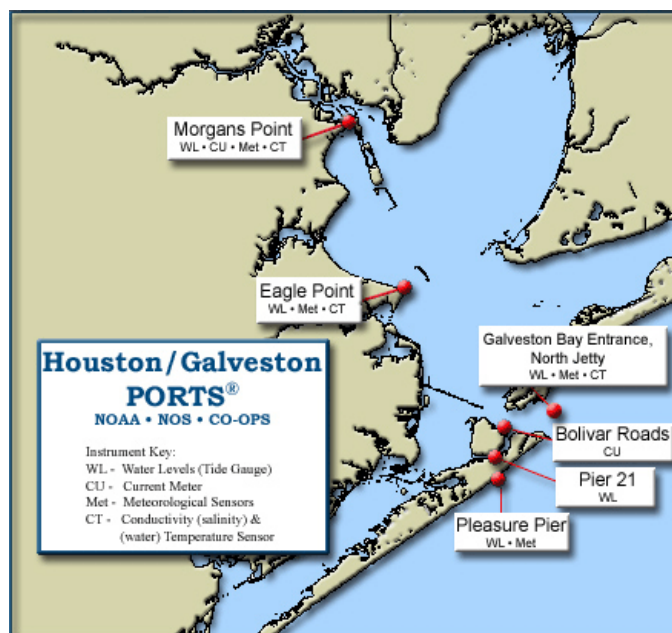 Morgans Point
WL • CU • Met • CT
Eagle Point
WL • Met • CT
Galveston Bay Entrance,
North Jetty
WL • Met • CT
Bolivar Roads
CU
Pier 21
WL
Pleasure Pier
WL • Met
Houston/Galveston
PORTS®
NOAA • NOS • CO-OPS
Instrument Key:
WL - Water Levels (Tide Gauge)
CU - Current Meter
Met - Meteorological Sensors
CT - Conductivity (salinity) &
(water) Temperature Sensor